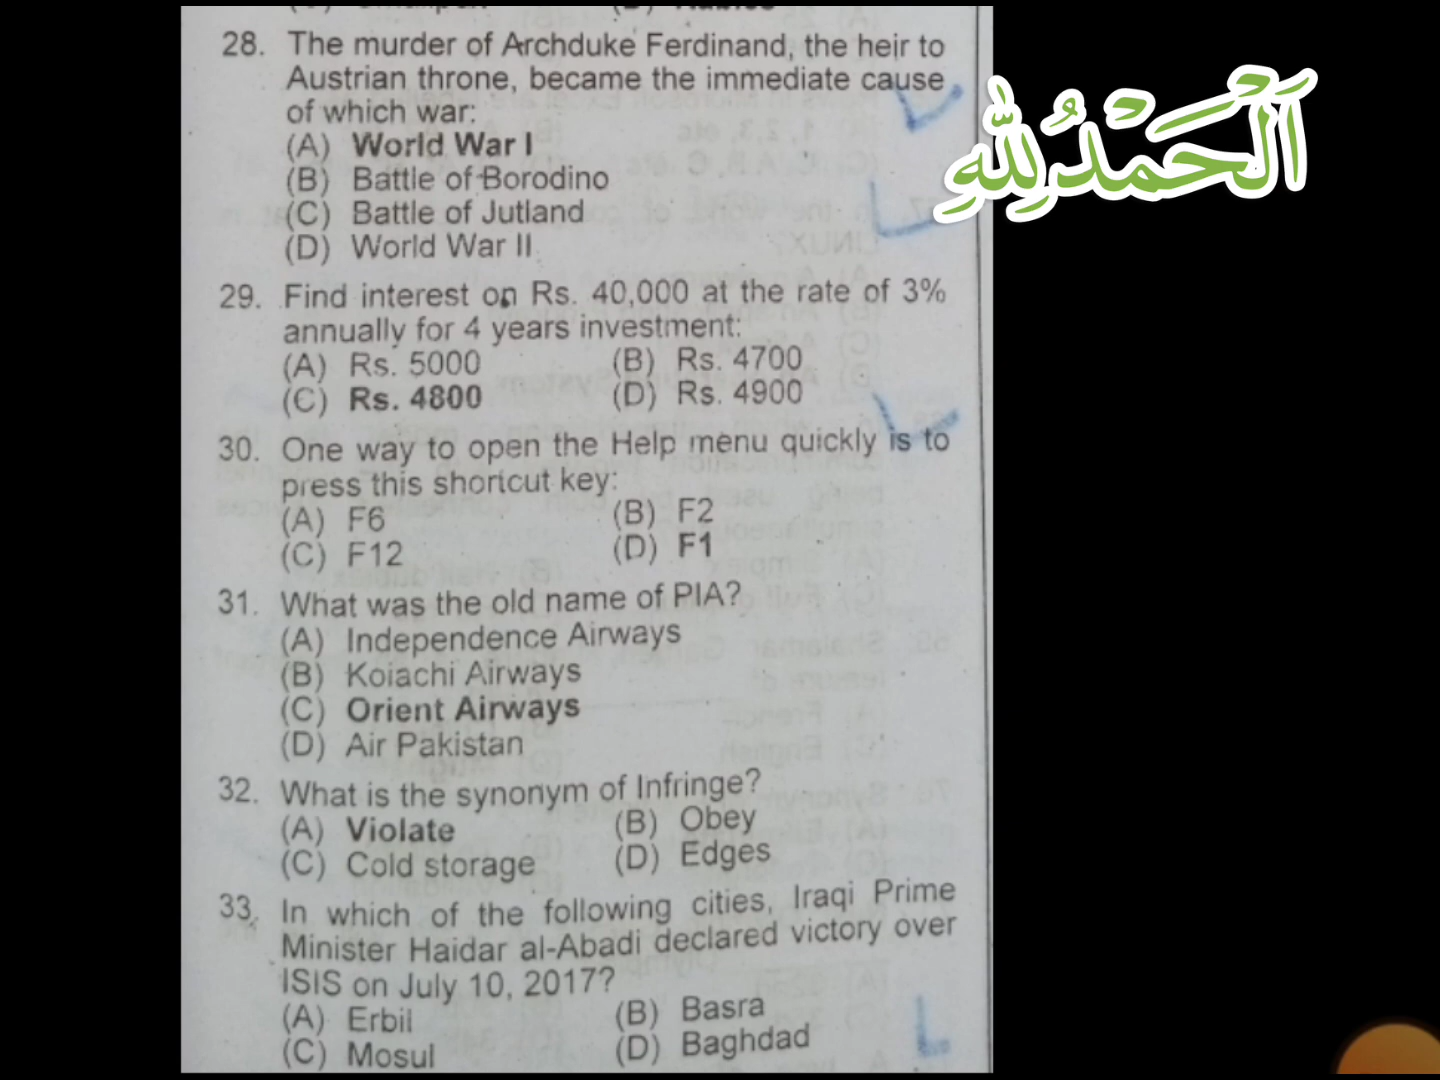 28. The murder of Archduke Ferdinand, the heir to
Austrian throne, became the immediate cause
of which war:
(A) World War I
(B) Battle of Borodino
(C) Battle of Jutland
(D) World War II
29. Find interest on Rs. 40,000 at the rate of 3%
annually for 4 years investment:
(A) Rs. 5000 (B) Rs. 4700
(C) Rs. 4800 (D) Rs. 4900
30. One way to open the Help menu quickly is to
press this shortcut key:
(A) F6 (B) F2
(C) F12 (D) F1
31. What was the old name of PIA?
(A) Independence Airways
(B) Koiachi Airways
(C) Orient Airways
(D) Air Pakistan
32. What is the synonym of Infringe?
(A) Violate (B) Obey
(C) Cold storage (D) Edges
33. In which of the following cities, Iraqi Prime
Minister Haidar al-Abadi declared victory over
ISIS on July 10, 2017?
(A) Erbil (B) Basra
(C) Mosul (D) Baghdad
اَلْحَمْدُلِلّٰهِ